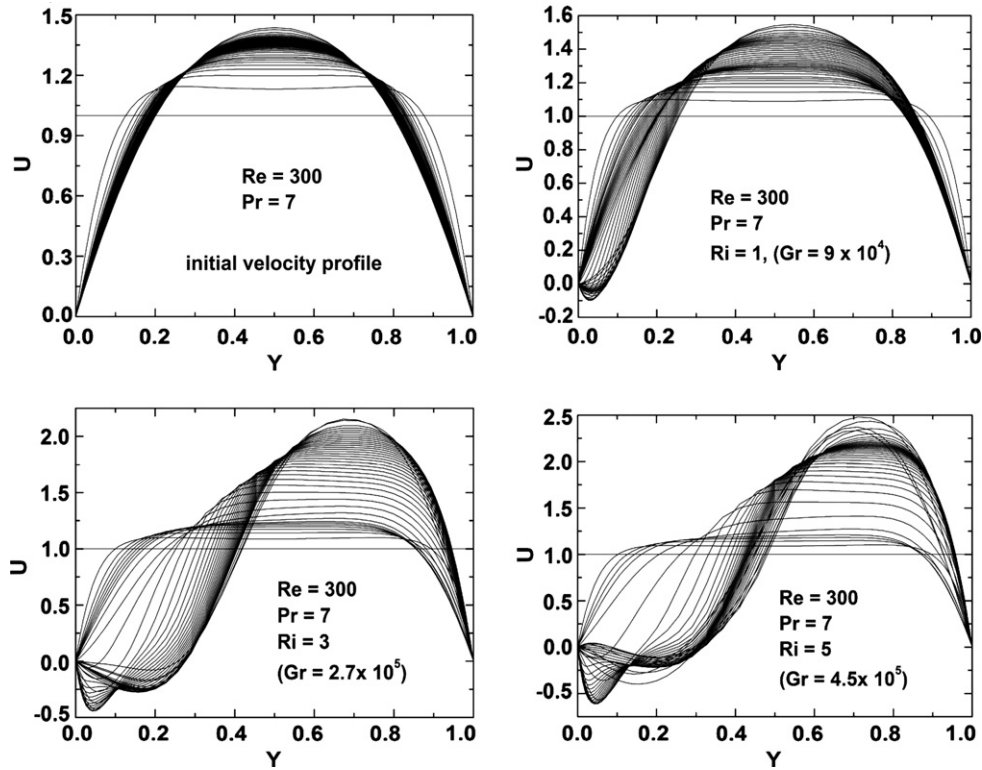 1.5
1.2
0.9
0.6
0.3
0.0
U
Re = 300
Pr = 7
initial velocity profile
0.0 0.2 0.4 0.6 0.8 1.0
Y
1.6
1.4
1.2
1.0
0.8
0.6
0.4
0.2
0.0
-0.2
U
Re = 300
Pr = 7
Ri = 1, (Gr = 9 x 10⁴)
0.0 0.2 0.4 0.6 0.8 1.0
Y
2.0
1.5
1.0
0.5
0.0
-0.5
U
Re = 300
Pr = 7
Ri = 3
(Gr = 2.7x 10⁵)
0.0 0.2 0.4 0.6 0.8 1.0
Y
2.5
2.0
1.5
1.0
0.5
0.0
-0.5
U
Re = 300
Pr = 7
Ri = 5
(Gr = 4.5x 10⁵)
0.0 0.2 0.4 0.6 0.8 1.0
Y